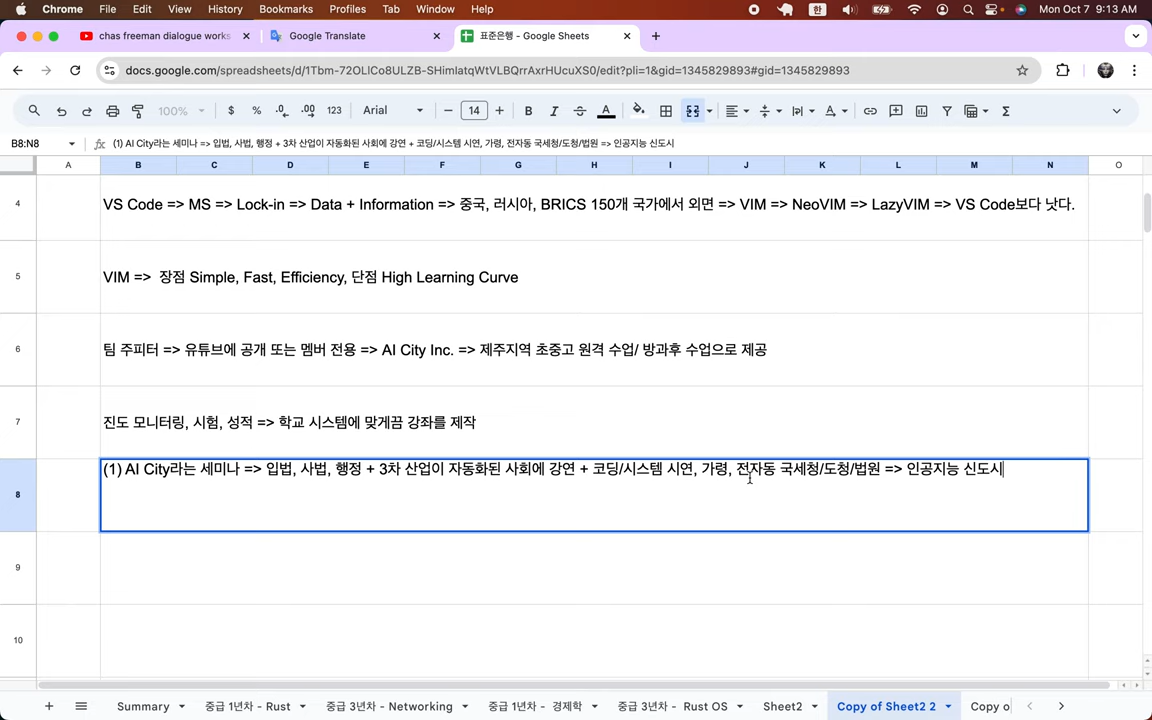 Chrome File Edit View History Bookmarks Profiles Tab Window Help 한 Mon Oct 7 9:13 AM
chas freeman dialogue works Google Translate 표준은행 - Google Sheets
docs.google.com/spreadsheets/d/1Tbm-72OLlCo8ULZB-SHimIatqWtVLBQrrAxrHUcuXS0/edit?pli=1&gid=1345829893#gid=1345829893
100% $ % .0 .00 123 Arial 14 B I A
B8:N8 fx (1) AI City라는 세미나 => 입법, 사법, 행정 + 3차 산업이 자동화된 사회에 강연 + 코딩/시스템 시연, 가령, 전자동 국세청/도청/법원 => 인공지능 신도시
A B C D E F G H I J K L M N O
4 VS Code => MS => Lock-in => Data + Information => 중국, 러시아, BRICS 150개 국가에서 외면 => VIM => NeoVIM => LazyVIM => VS Code보다 낫다.
5 VIM => 장점 Simple, Fast, Efficiency, 단점 High Learning Curve
6 팀 주피터 => 유튜브에 공개 또는 멤버 전용 => AI City Inc. => 제주지역 초중고 원격 수업/ 방과후 수업으로 제공
7 진도 모니터링, 시험, 성적 => 학교 시스템에 맞게끔 강좌를 제작
8 (1) AI City라는 세미나 => 입법, 사법, 행정 + 3차 산업이 자동화된 사회에 강연 + 코딩/시스템 시연, 가령, 전자동 국세청/도청/법원 => 인공지능 신도시
9
10
Summary 중급 1년차 - Rust 중급 3년차 - Networking 중급 1년차 - 경제학 중급 3년차 - Rust OS Sheet2 Copy of Sheet2 2 Copy o